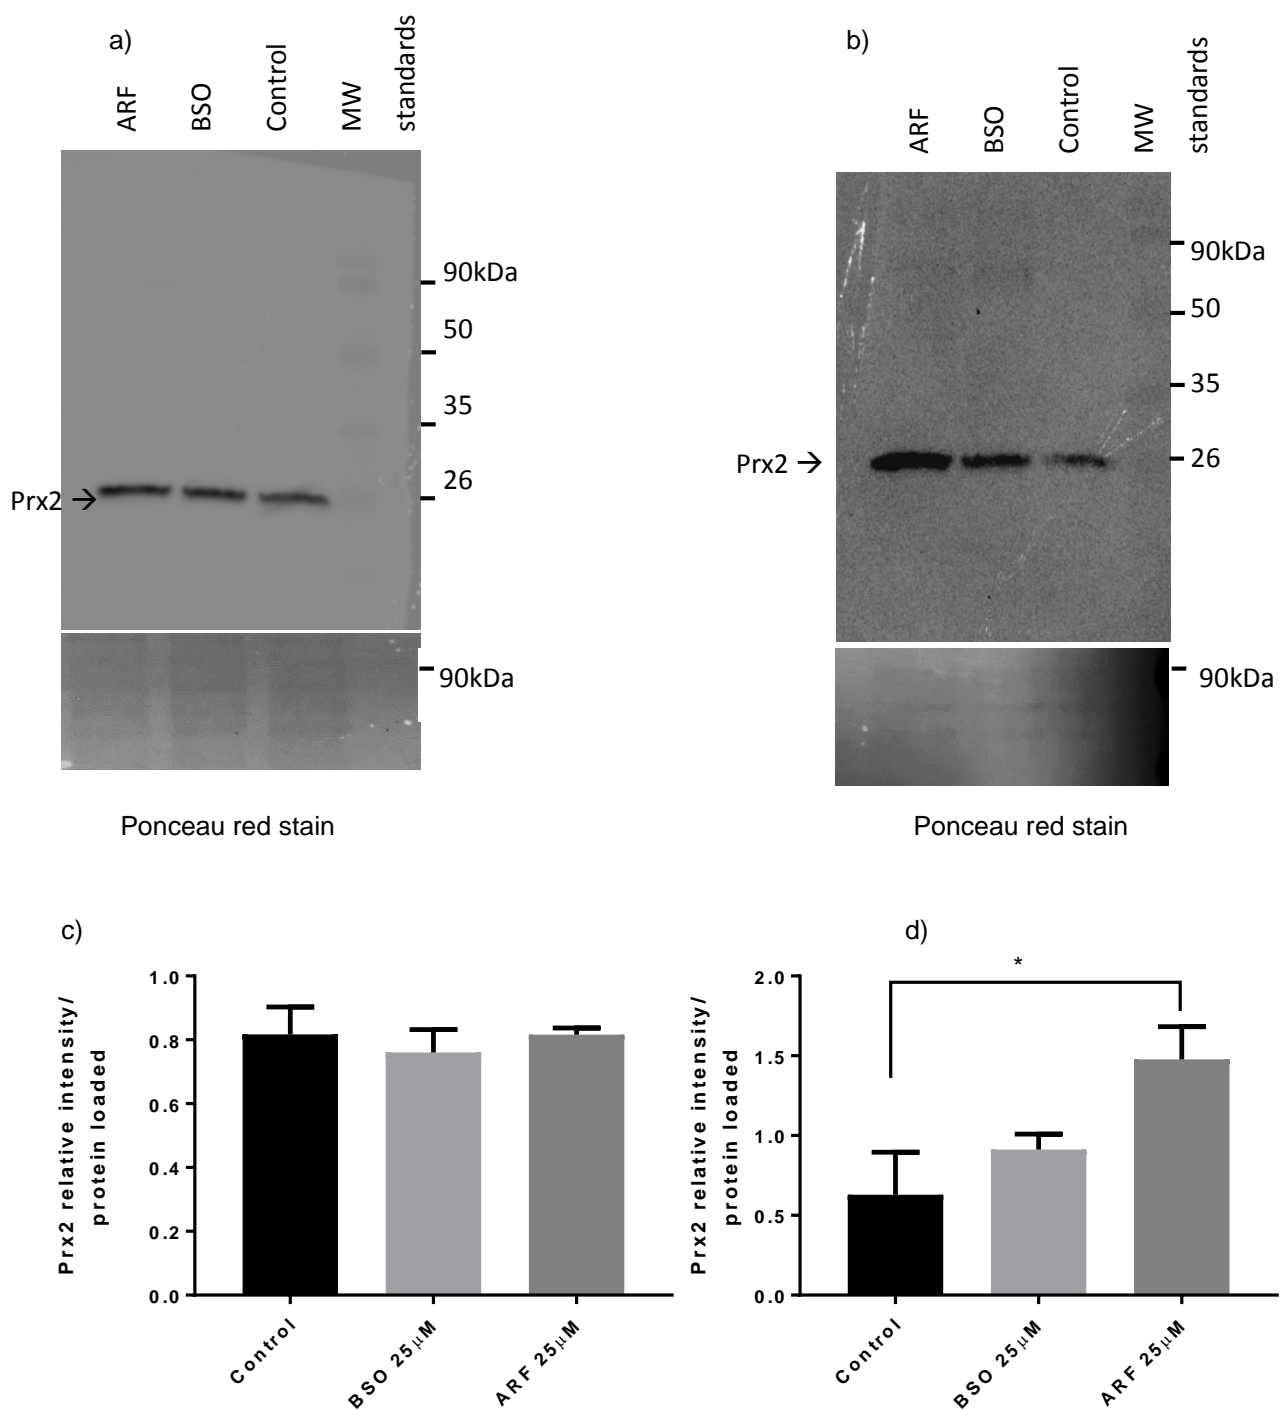 a)
ARF
BSO
Control
MW
standards
90kDa
50
35
26
Prx2 →
90kDa
Ponceau red stain
b)
ARF
BSO
Control
MW
standards
90kDa
50
35
26
Prx2 →
90kDa
Ponceau red stain
c)
Prx2 relative intensity/
protein loaded
1.0
0.8
0.6
0.4
0.2
0.0
Control
BSO 25µM
ARF 25µM
d)
*
Prx2 relative intensity/
protein loaded
2.0
1.5
1.0
0.5
0.0
Control
BSO 25µM
ARF 25µM